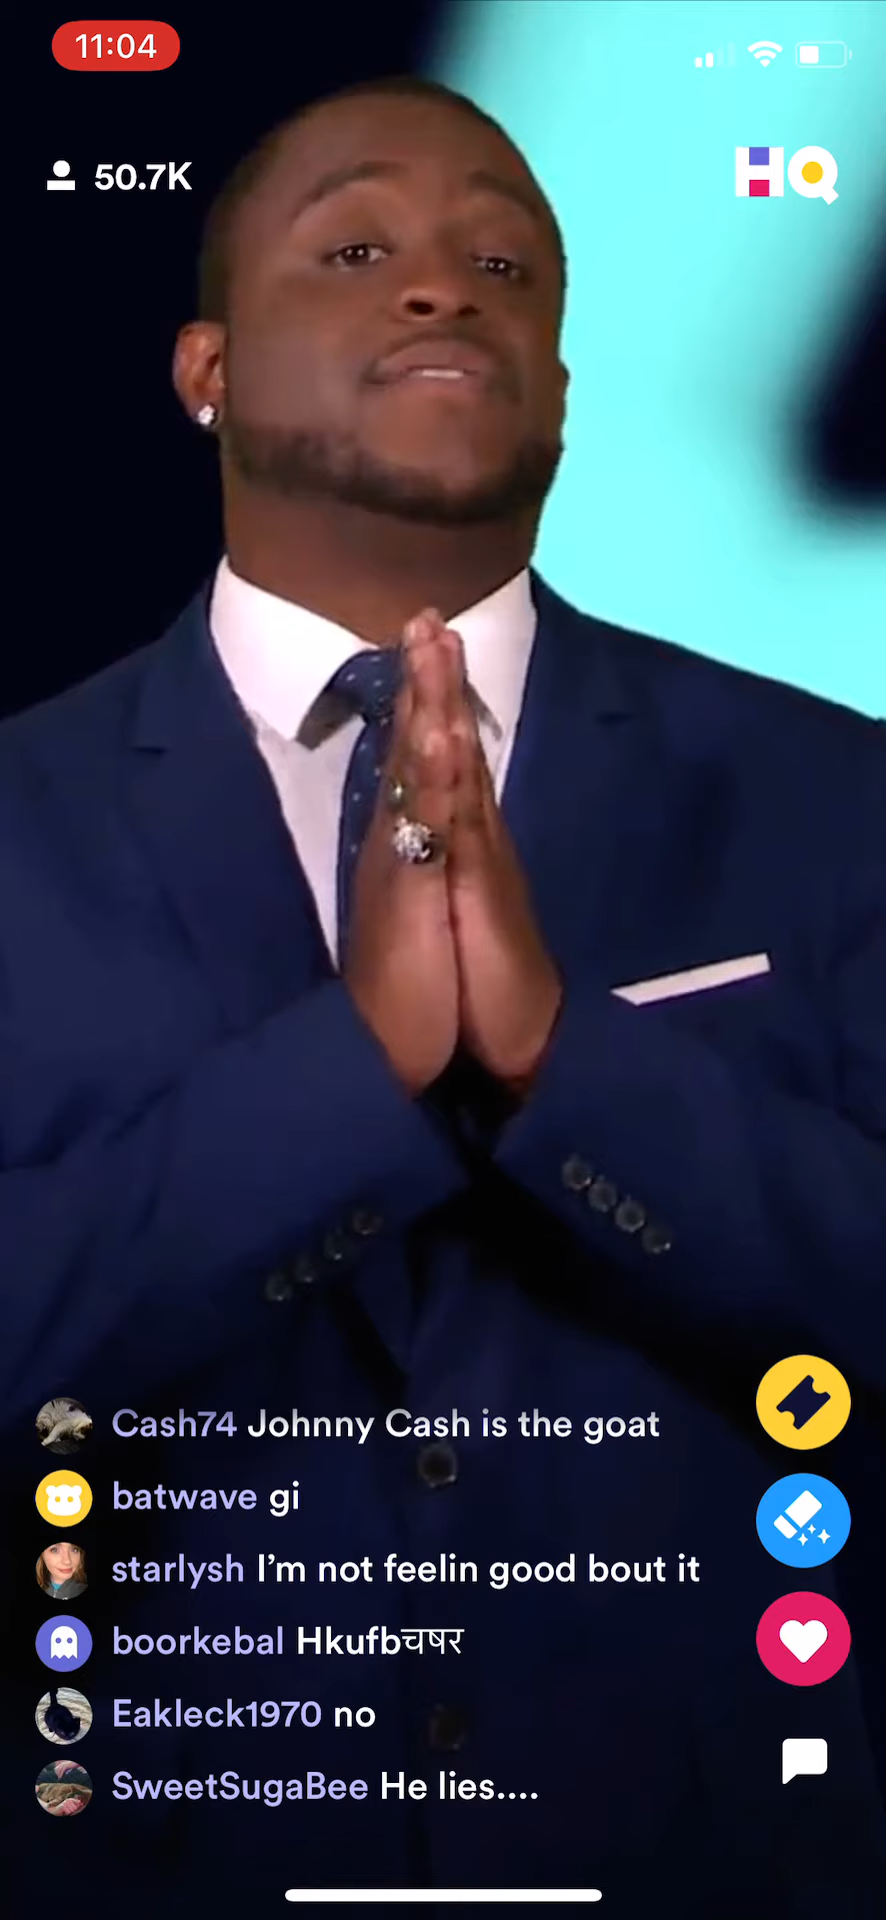 11:04
50.7K
HQ
Cash74 Johnny Cash is the goat
batwave gi
starlysh I’m not feelin good bout it
boorkebal Hkufbचषर
Eakleck1970 no
SweetSugaBee He lies....